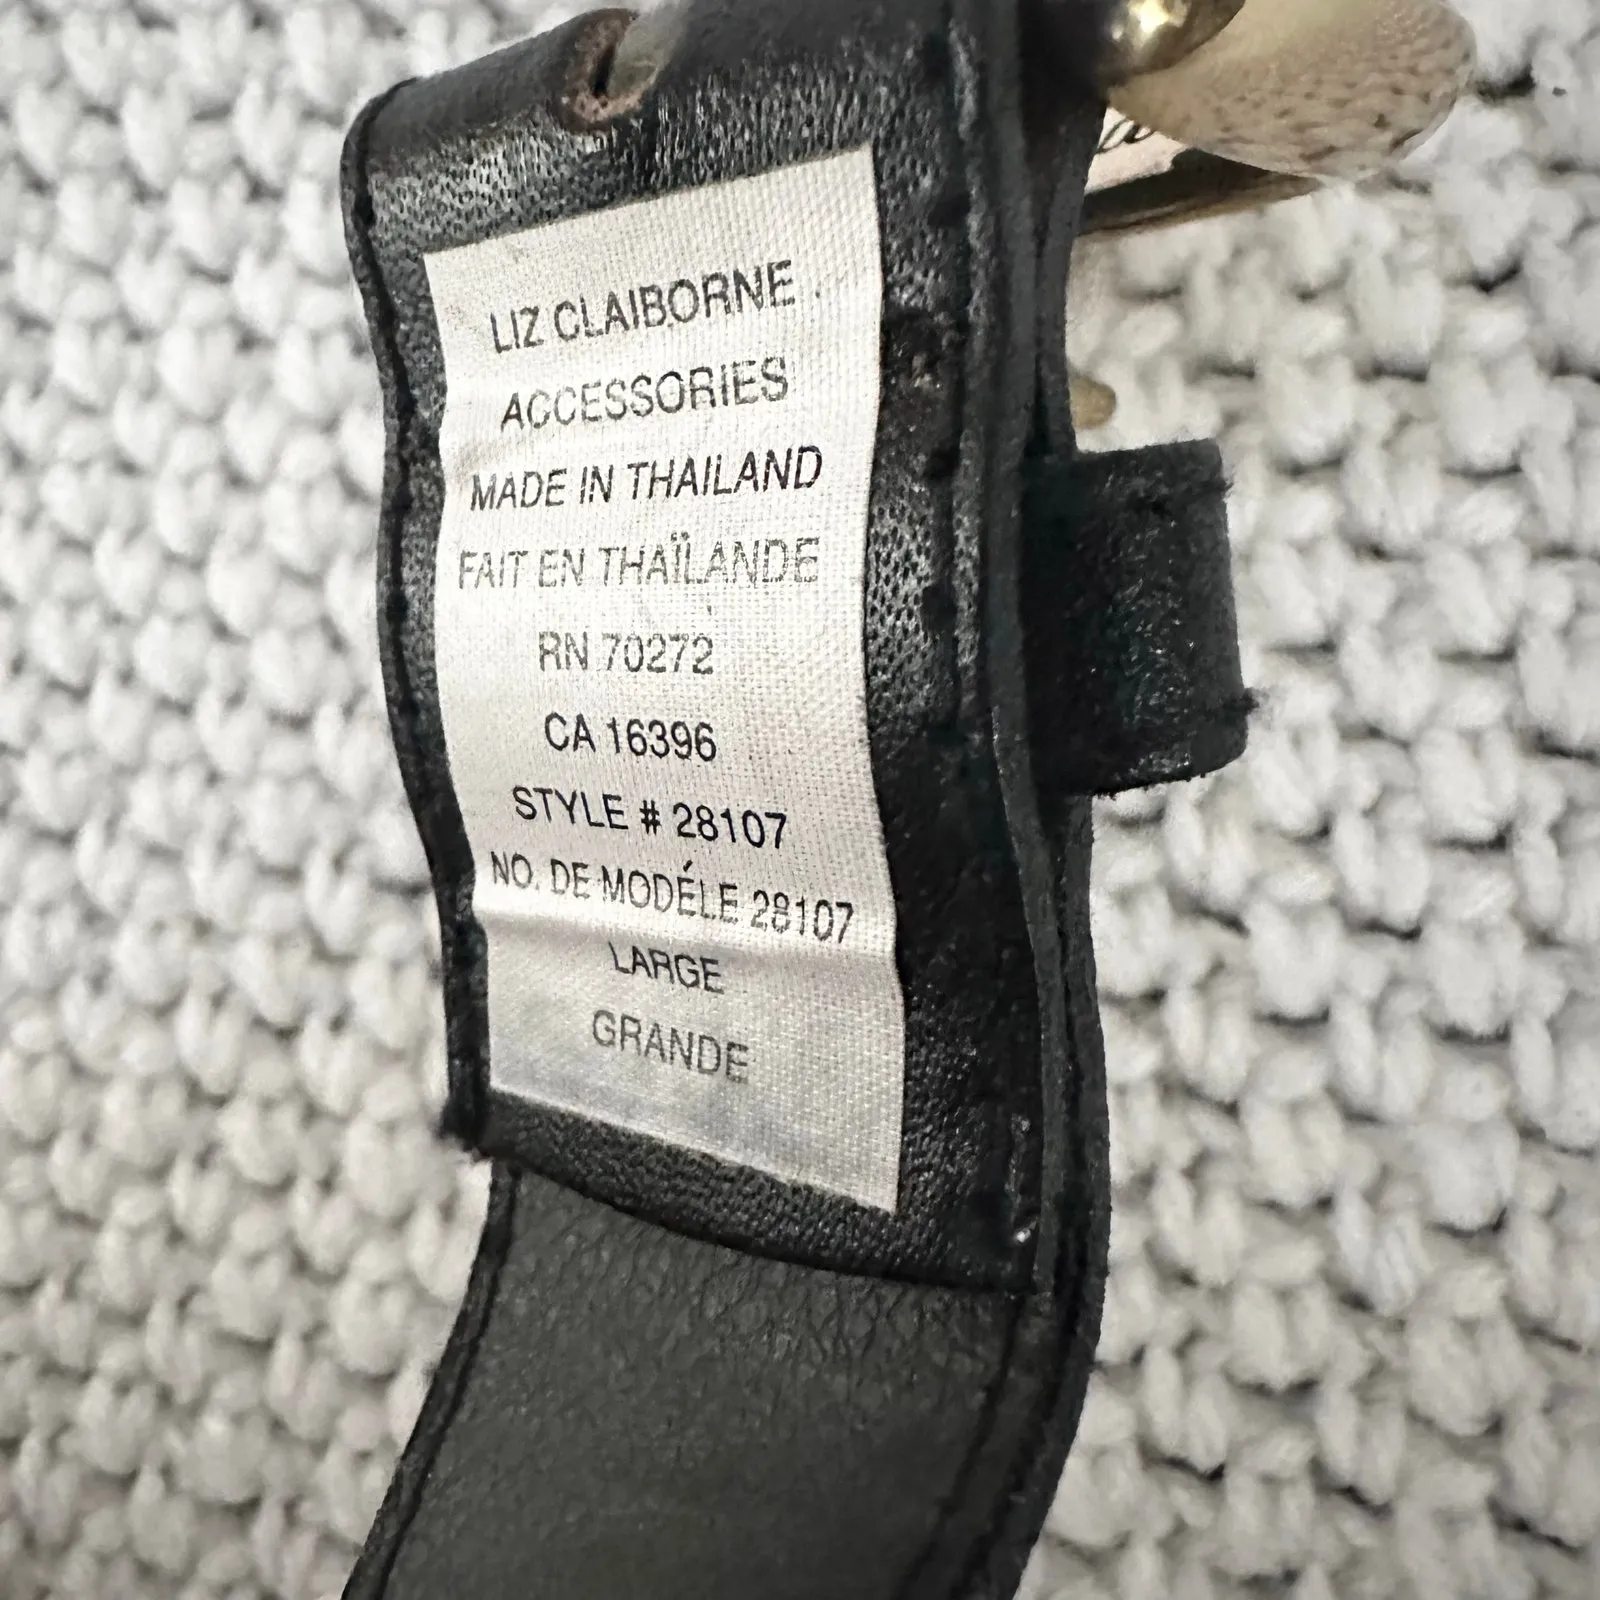 LIZ CLAIBORNE
ACCESSORIES
MADE IN THAILAND
FAIT EN THAÏLANDE
RN 70272
CA 16396
STYLE # 28107
NO. DE MODÉLE 28107
LARGE
GRANDE